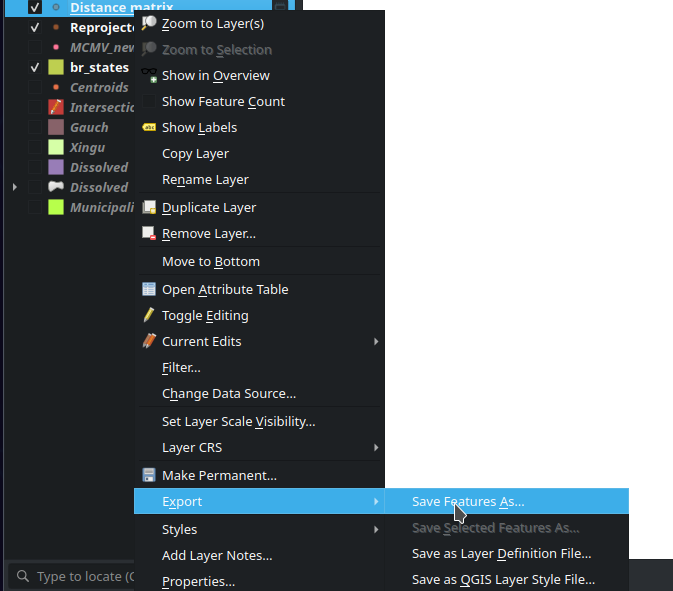 Distance matrix
Reprojecte
MCMV_new
br_states
Centroids
Intersectic
Gauch
Xingu
Dissolved
Dissolved
Municipali
Zoom to Layer(s)
Zoom to Selection
Show in Overview
Show Feature Count
abc
Show Labels
Copy Layer
Rename Layer
Duplicate Layer
Remove Layer...
Move to Bottom
Open Attribute Table
Toggle Editing
Current Edits
Filter...
Change Data Source...
Set Layer Scale Visibility...
Layer CRS
Make Permanent...
Export
Styles
Add Layer Notes...
Properties...
Save Features As...
Save Selected Features As...
Save as Layer Definition File...
Save as QGIS Layer Style File...
Type to locate (C